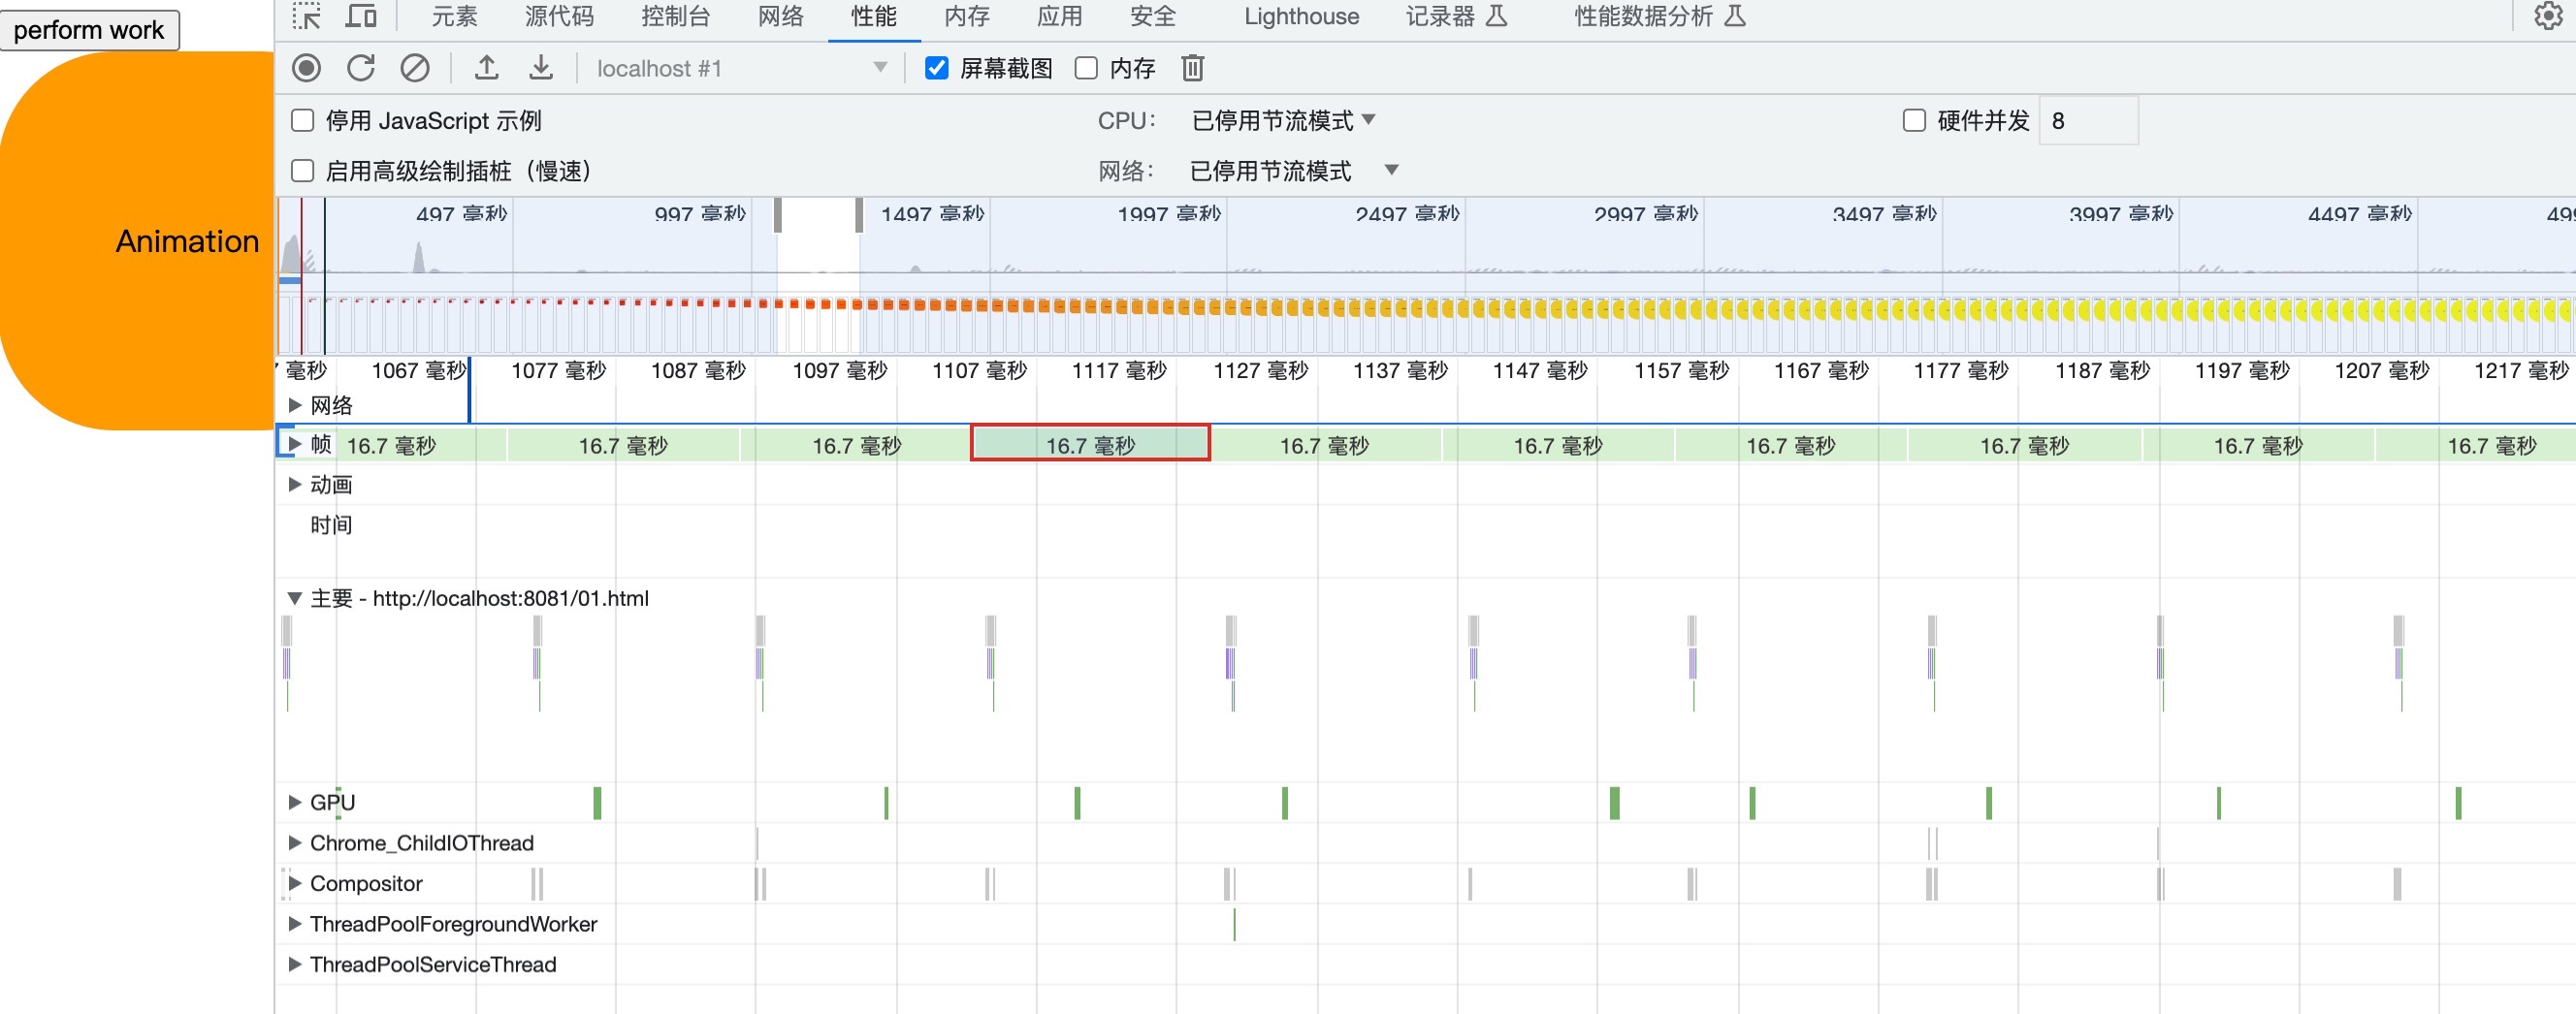 perform work
Animation
元素 源代码 控制台 网络 性能 内存 应用 安全 Lighthouse 记录器 性能数据分析
localhost #1 屏幕截图 内存
停用 JavaScript 示例 CPU: 已停用节流模式 硬件并发 8
启用高级绘制插桩（慢速） 网络: 已停用节流模式
497 毫秒 997 毫秒 1497 毫秒 1997 毫秒 2497 毫秒 2997 毫秒 3497 毫秒 3997 毫秒 4497 毫秒
毫秒 1067 毫秒 1077 毫秒 1087 毫秒 1097 毫秒 1107 毫秒 1117 毫秒 1127 毫秒 1137 毫秒 1147 毫秒 1157 毫秒 1167 毫秒 1177 毫秒 1187 毫秒 1197 毫秒 1207 毫秒 1217 毫秒
网络
帧 16.7 毫秒 16.7 毫秒 16.7 毫秒 16.7 毫秒 16.7 毫秒 16.7 毫秒 16.7 毫秒 16.7 毫秒 16.7 毫秒 16.7 毫秒
动画
时间
主要 - http://localhost:8081/01.html
GPU
Chrome_ChildIOThread
Compositor
ThreadPoolForegroundWorker
ThreadPoolServiceThread